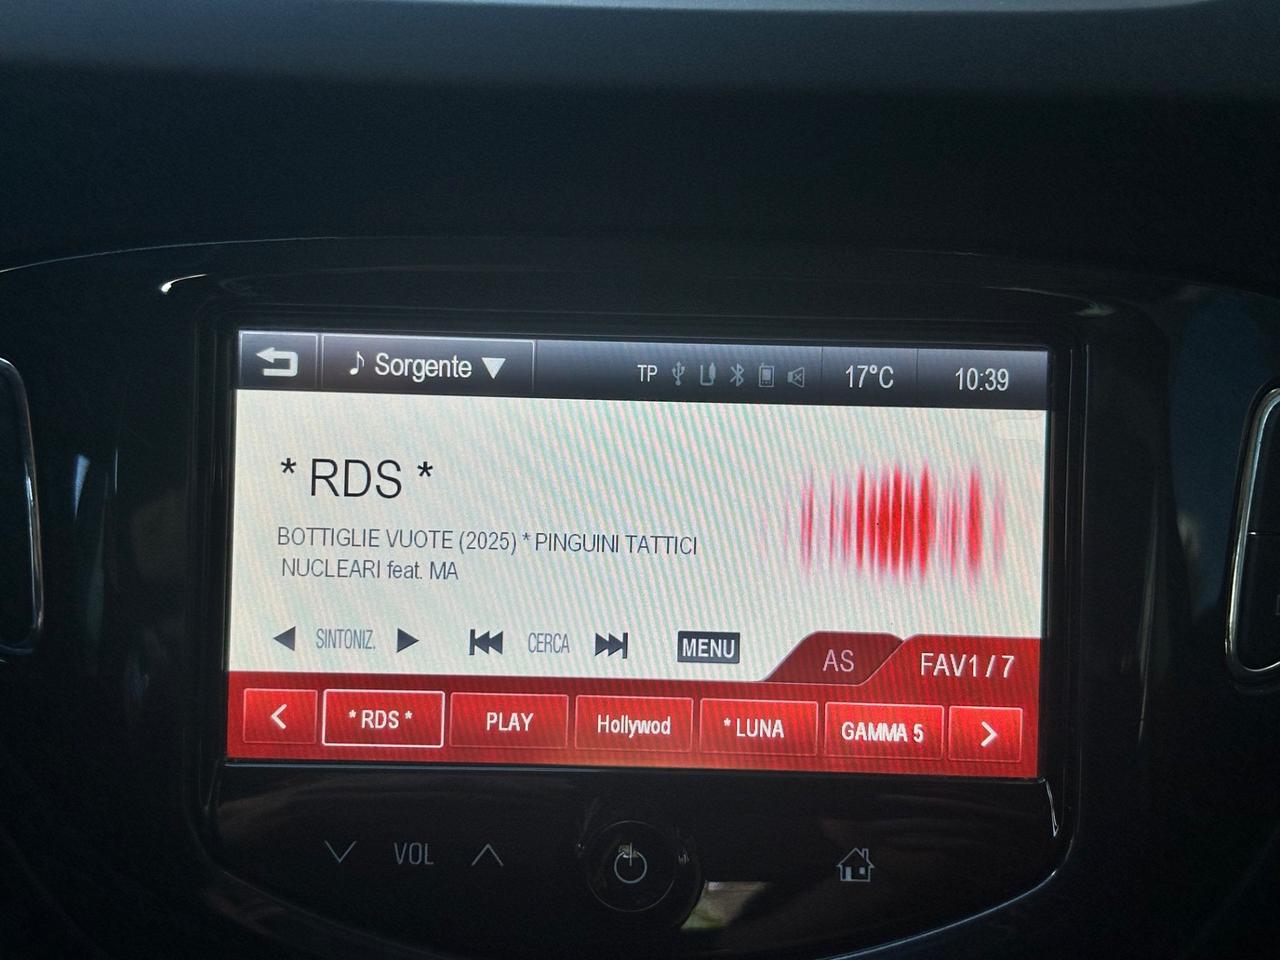 Sorgente
TP
17°C
10:39
* RDS *
BOTTIGLIE VUOTE (2025) * PINGUINI TATTICI
NUCLEARI feat. MA
SINTONIZ.
CERCA
MENU
AS
FAV1 / 7
* RDS *
PLAY
Hollywod
* LUNA
GAMMA 5
VOL